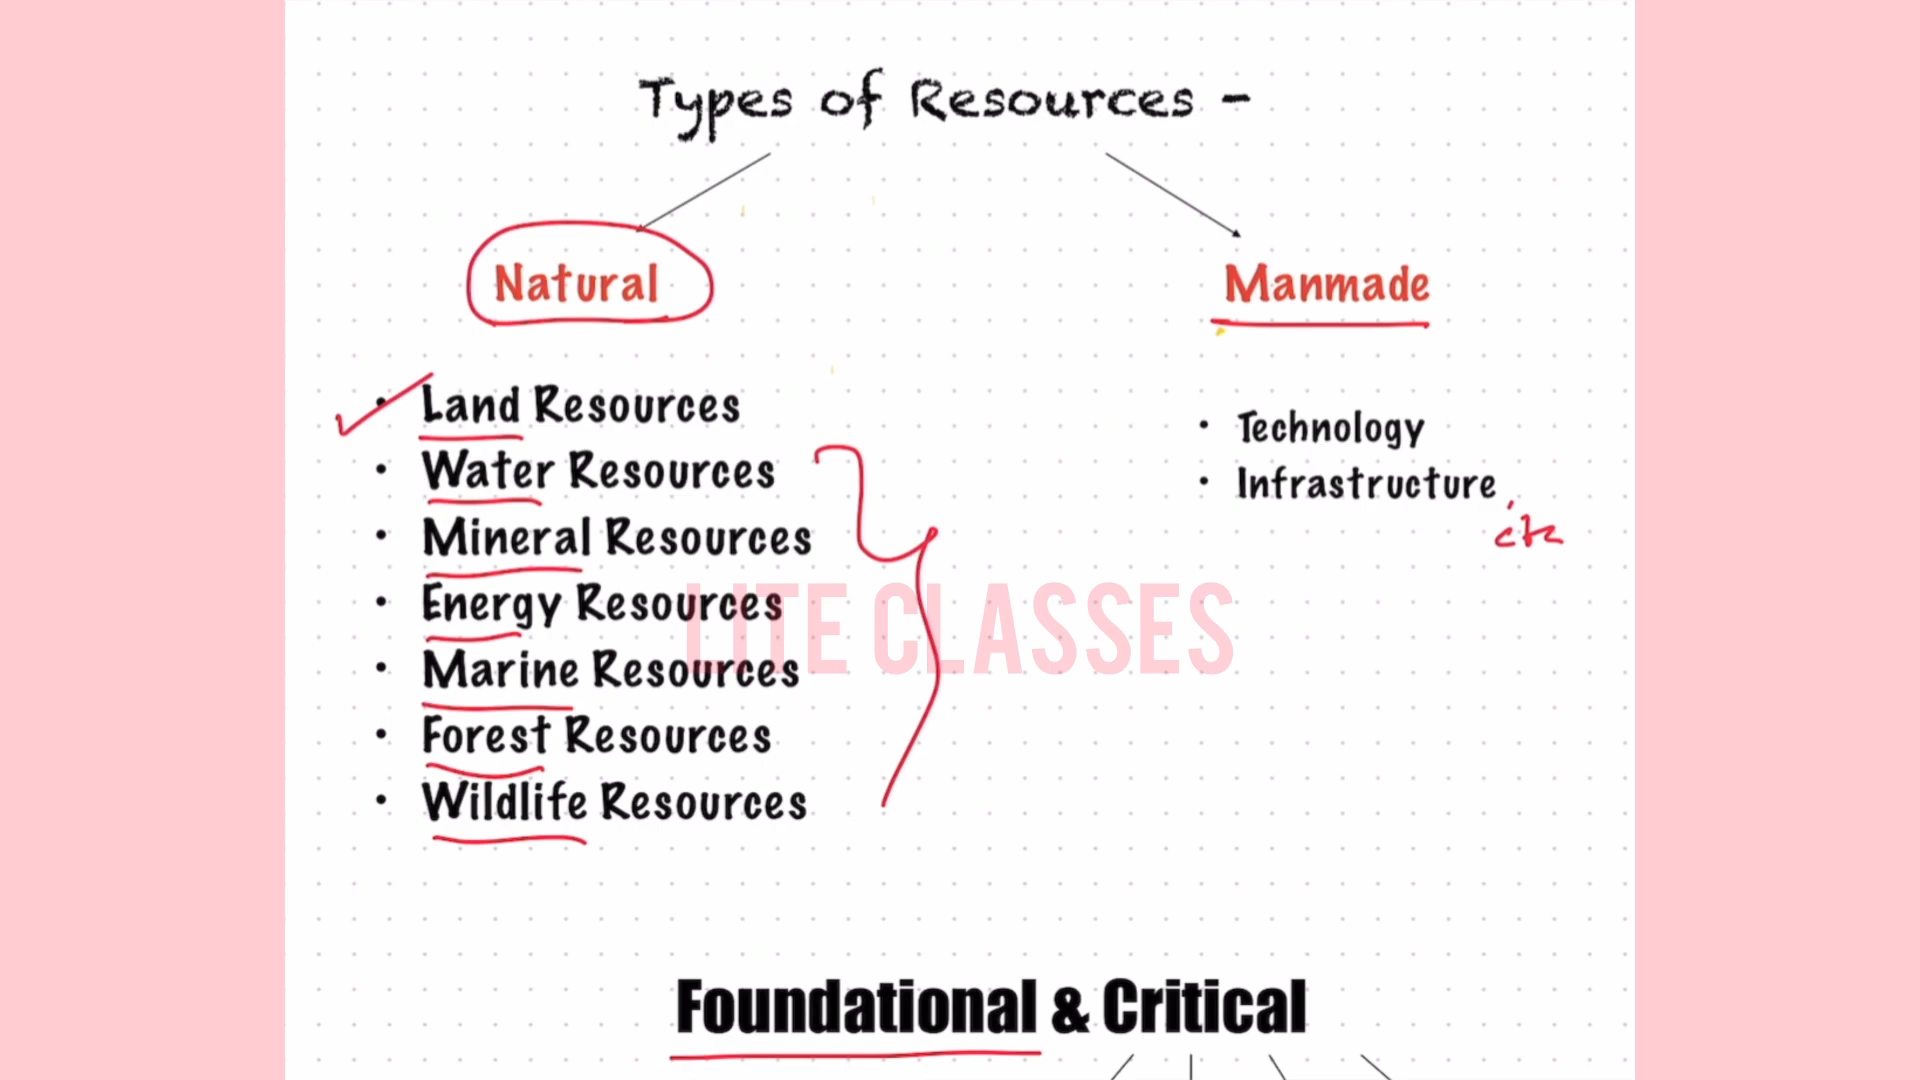 Types of Resources -
Natural
Manmade
• Land Resources
• Water Resources
• Mineral Resources
• Energy Resources
• Marine Resources
• Forest Resources
• Wildlife Resources
• Technology
• Infrastructure
etc
LITE CLASSES
Foundational & Critical